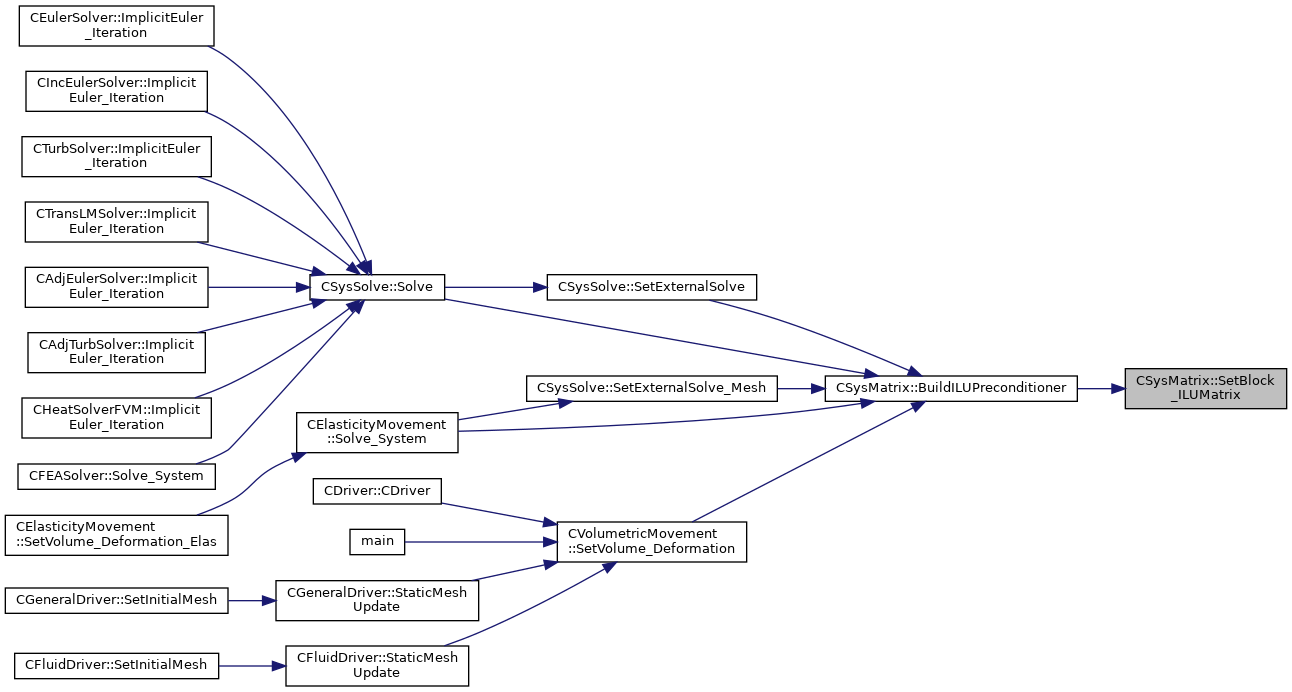 CEulerSolver::ImplicitEuler
_Iteration
CIncEulerSolver::Implicit
Euler_Iteration
CTurbSolver::ImplicitEuler
_Iteration
CTransLMSolver::Implicit
Euler_Iteration
CAdjEulerSolver::Implicit
Euler_Iteration
CAdjTurbSolver::Implicit
Euler_Iteration
CHeatSolverFVM::Implicit
Euler_Iteration
CFEASolver::Solve_System
CElasticityMovement
::SetVolume_Deformation_Elas
CGeneralDriver::SetInitialMesh
CFluidDriver::SetInitialMesh
CSysSolve::Solve
CElasticityMovement
::Solve_System
CDriver::CDriver
main
CGeneralDriver::StaticMesh
Update
CFluidDriver::StaticMesh
Update
CSysSolve::SetExternalSolve
CSysSolve::SetExternalSolve_Mesh
CVolumetricMovement
::SetVolume_Deformation
CSysMatrix::BuildILUPreconditioner
CSysMatrix::SetBlock
_ILUMatrix